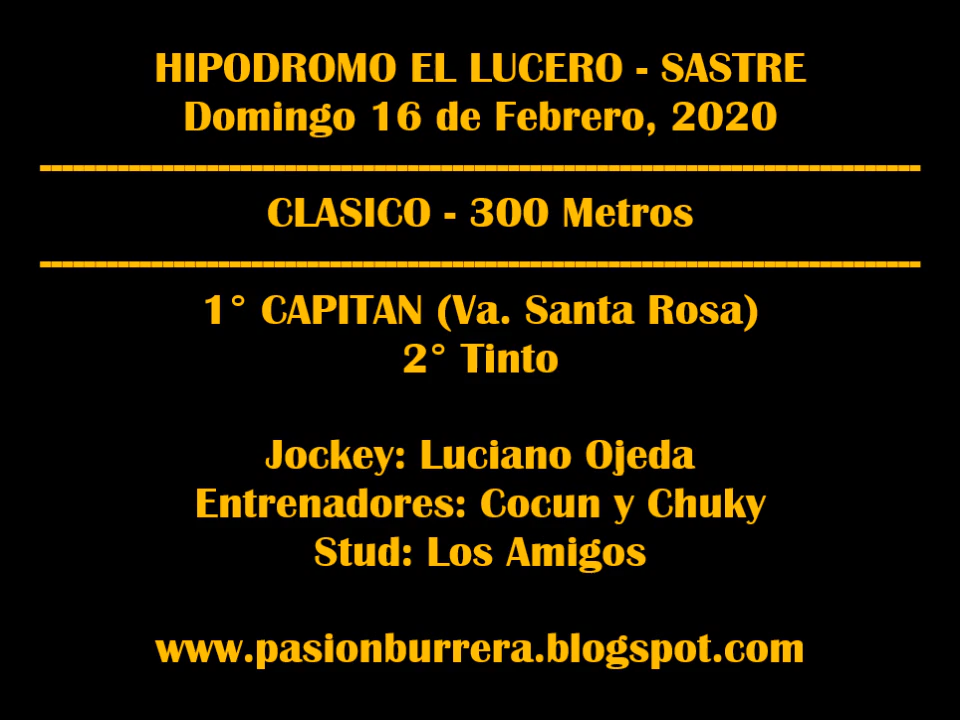 HIPODROMO EL LUCERO - SASTRE
Domingo 16 de Febrero, 2020
--------------------------------------------------------------------------------
CLASICO - 300 Metros
--------------------------------------------------------------------------------
1° CAPITAN (Va. Santa Rosa)
2° Tinto
Jockey: Luciano Ojeda
Entrenadores: Cocun y Chuky
Stud: Los Amigos
www.pasionburrera.blogspot.com